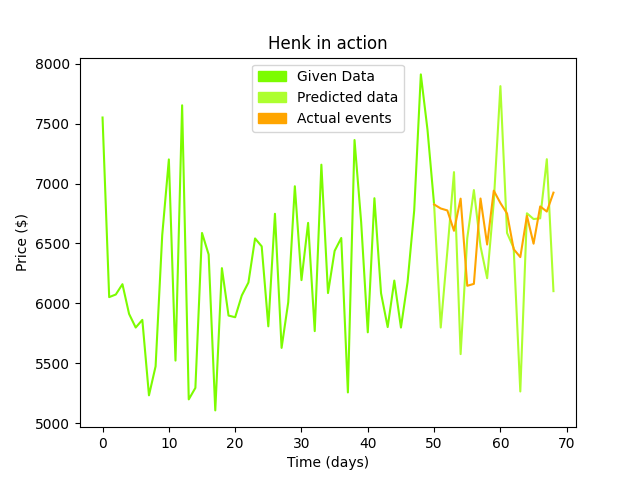 Henk in action
Given Data
Predicted data
Actual events
8000
7500
7000
6500
6000
5500
5000
Price ($)
0 10 20 30 40 50 60 70
Time (days)